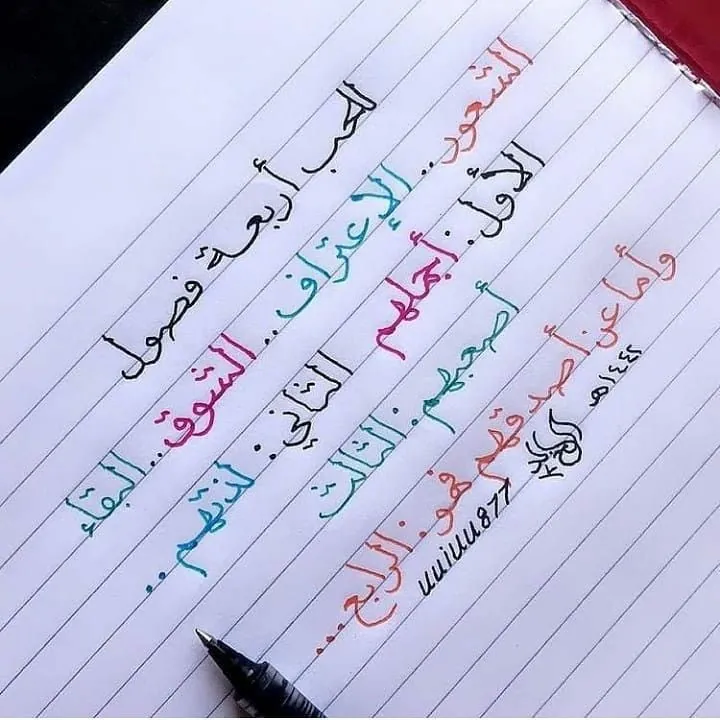 الحب أربعة فصول
الشعور.. الإعتراف.. الشوق.. البقاء
الأول: أجملهم الثاني: لذتهم..
أصعبهم: الثالث
وأما عن أصدقهم فهو: الرابع...
uuiuu877 ١٤٤٢هـ